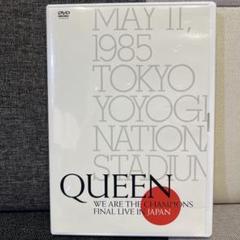 DVD
MAY 11,
1985
TOKYO
YOYOGI
NATIONAL
STADIUM
QUEEN
WE ARE THE CHAMPIONS
FINAL LIVE IN JAPAN